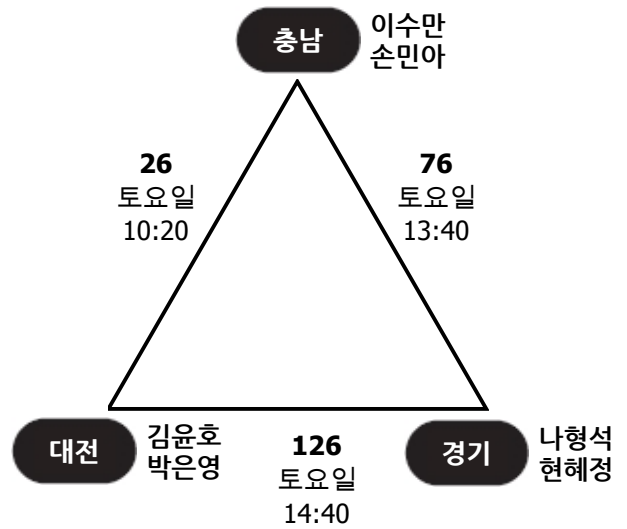 충남
이수만
손민아
26
토요일
10:20
76
토요일
13:40
대전
김윤호
박은영
126
토요일
14:40
경기
나형석
현혜정